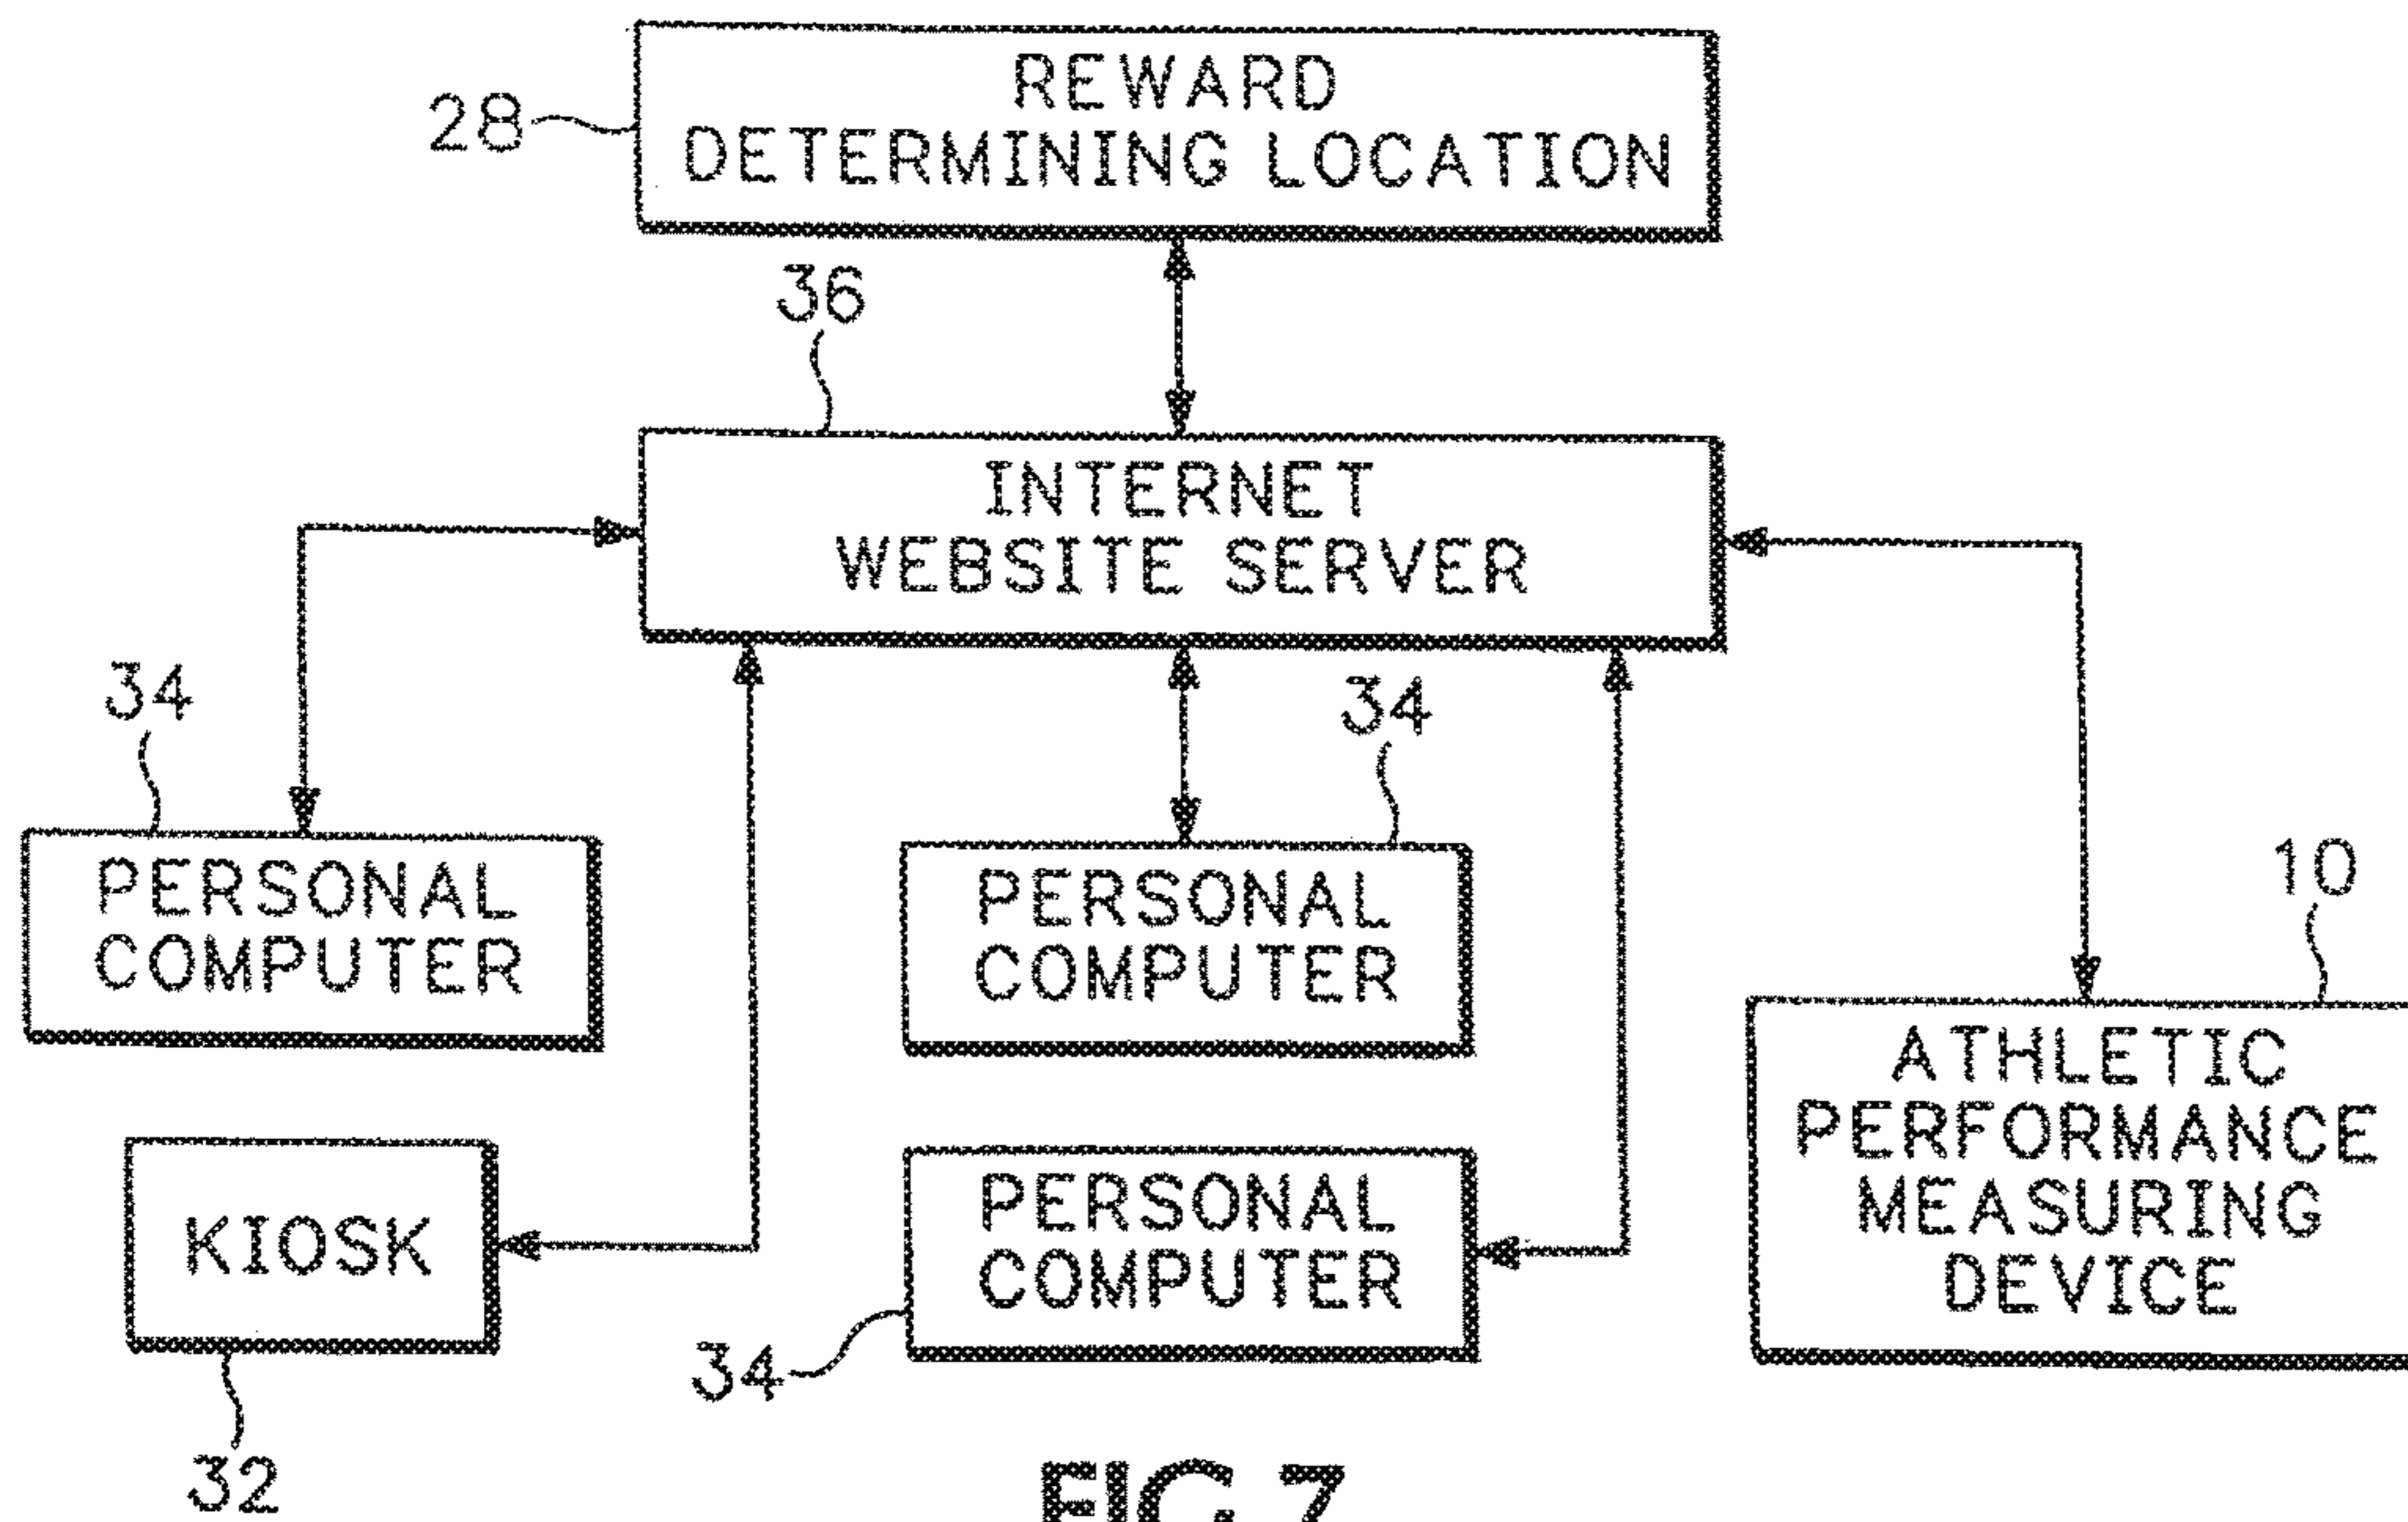 REWARD
28
DETERMINING LOCATION
36
INTERNET
WEBSITE SERVER
34
PERSONAL
COMPUTER
34
PERSONAL
COMPUTER
10
ATHLETIC
PERFORMANCE
MEASURING
DEVICE
KIOSK
32
PERSONAL
COMPUTER
34
FIG.7